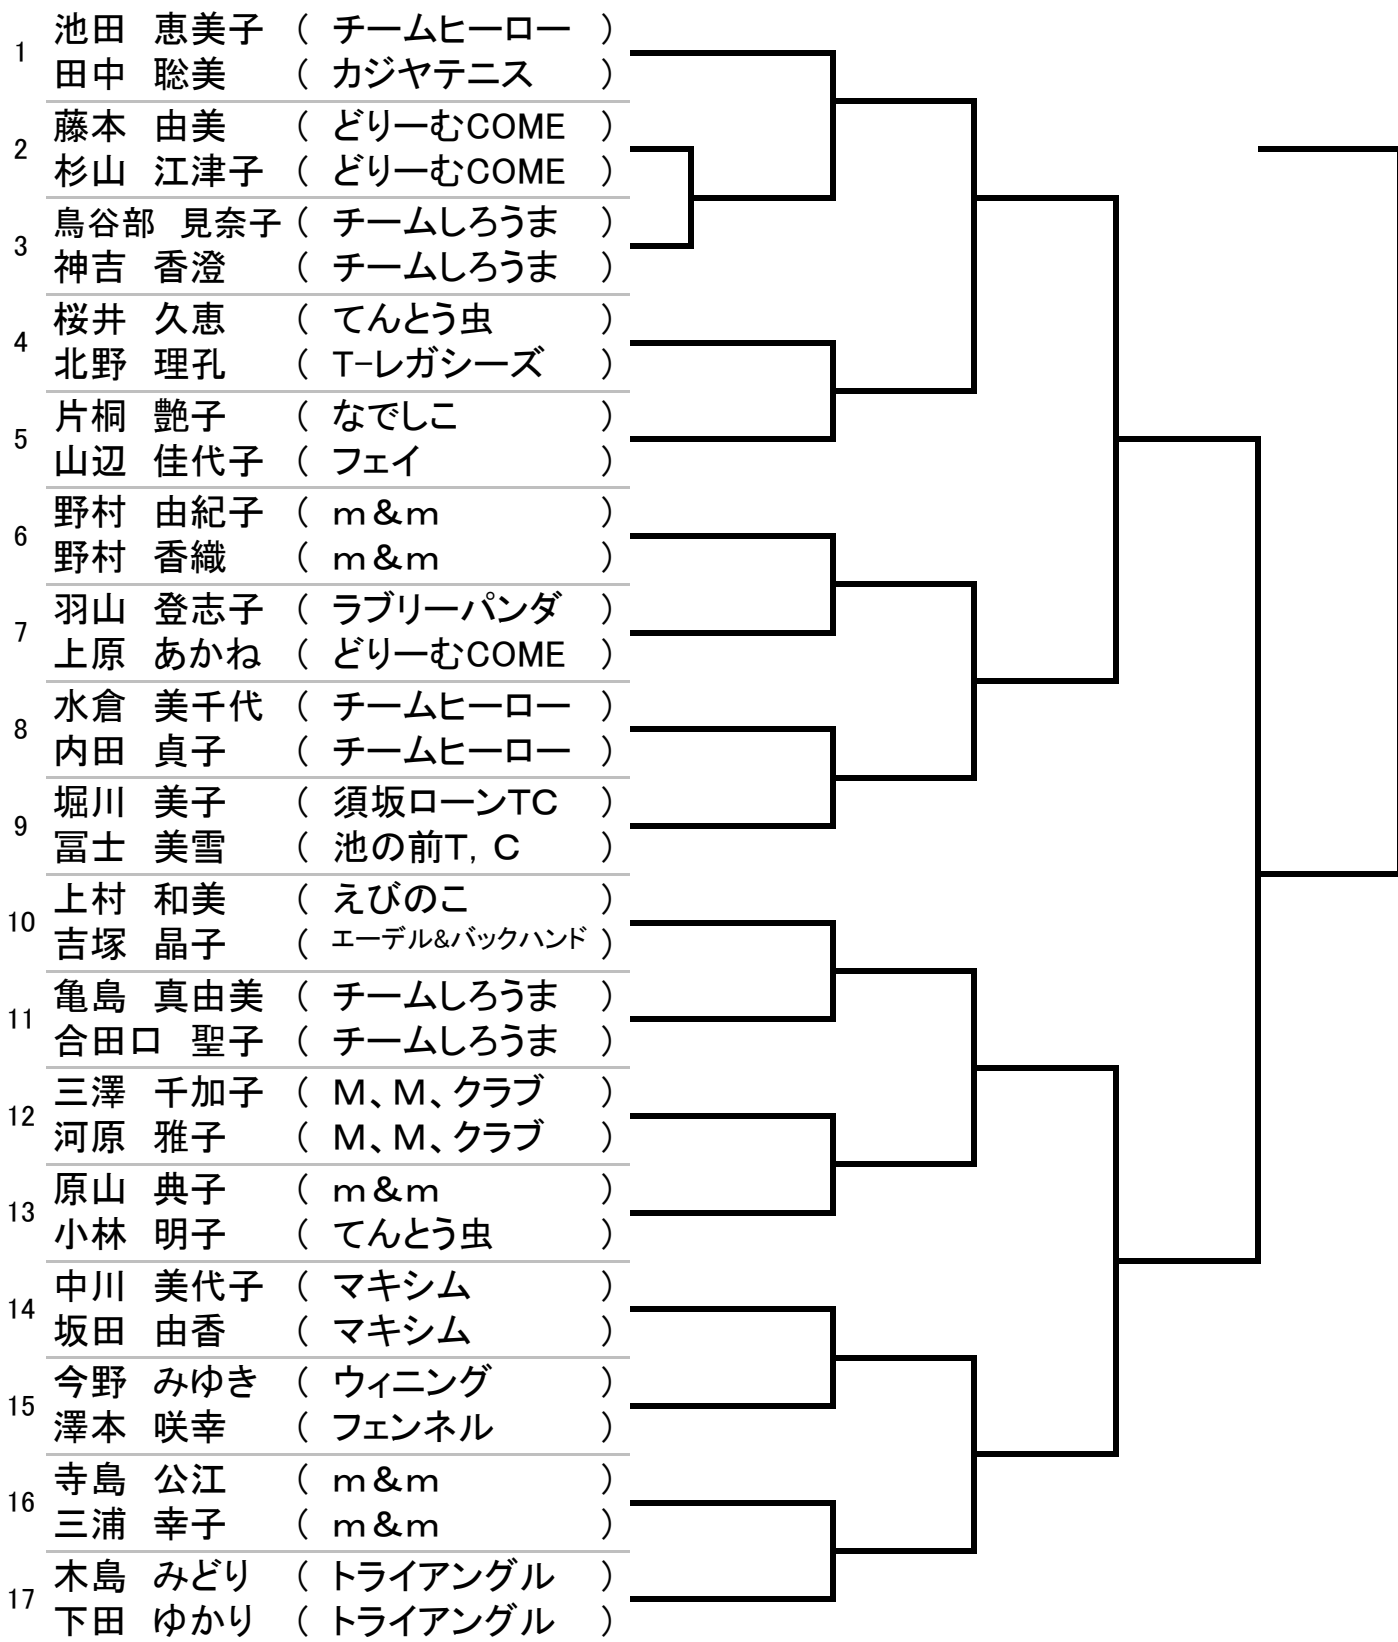 1
池田　恵美子 （ チームヒーロー ）
田中　聡美 （ カジヤテニス ）
2
藤本　由美 （ どりーむCOME ）
杉山　江津子 （ どりーむCOME ）
3
鳥谷部　見奈子 （ チームしろうま ）
神吉　香澄 （ チームしろうま ）
4
桜井　久恵 （ てんとう虫 ）
北野　理孔 （ T-レガシーズ ）
5
片桐　艶子 （ なでしこ ）
山辺　佳代子 （ フェイ ）
6
野村　由紀子 （ ｍ＆ｍ ）
野村　香織 （ ｍ＆ｍ ）
7
羽山　登志子 （ ラブリーパンダ ）
上原　あかね （ どりーむCOME ）
8
水倉　美千代 （ チームヒーロー ）
内田　貞子 （ チームヒーロー ）
9
堀川　美子 （ 須坂ローンTC ）
冨士　美雪 （ 池の前T，C ）
10
上村　和美 （ えびのこ ）
吉塚　晶子 （ エーデル&バックハンド ）
11
亀島　真由美 （ チームしろうま ）
合田口　聖子 （ チームしろうま ）
12
三澤　千加子 （ M、M、クラブ ）
河原　雅子 （ M、M、クラブ ）
13
原山　典子 （ ｍ＆ｍ ）
小林　明子 （ てんとう虫 ）
14
中川　美代子 （ マキシム ）
坂田　由香 （ マキシム ）
15
今野　みゆき （ ウィニング ）
澤本　咲幸 （ フェンネル ）
16
寺島　公江 （ ｍ＆ｍ ）
三浦　幸子 （ ｍ＆ｍ ）
17
木島　みどり （ トライアングル ）
下田　ゆかり （ トライアングル ）